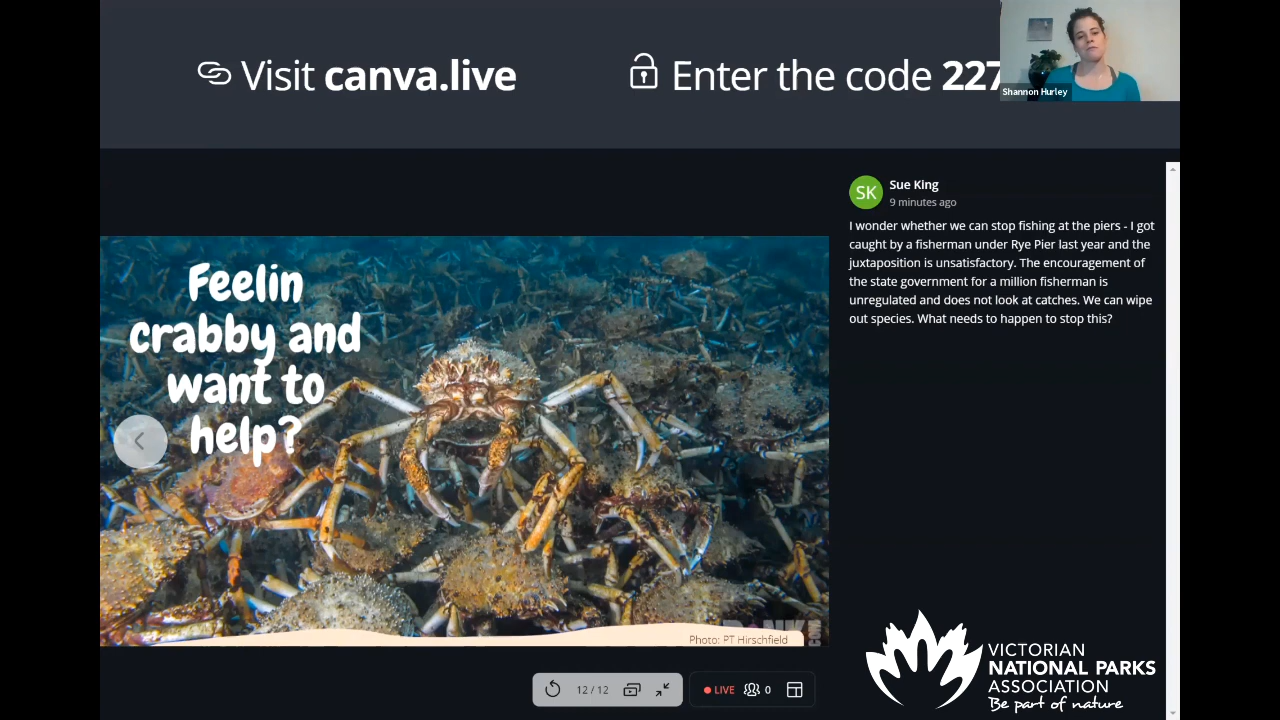 Visit canva.live
Enter the code 227
Shannon Hurley
SK
Sue King
9 minutes ago
I wonder whether we can stop fishing at the piers - I got
caught by a fisherman under Rye Pier last year and the
juxtaposition is unsatisfactory. The encouragement of
the state government for a million fisherman is
unregulated and does not look at catches. We can wipe
out species. What needs to happen to stop this?
Feelin
crabby and
want to
help?
Photo: PT Hirschfield
12 / 12
LIVE
0
VICTORIAN
NATIONAL PARKS
ASSOCIATION
Be part of nature